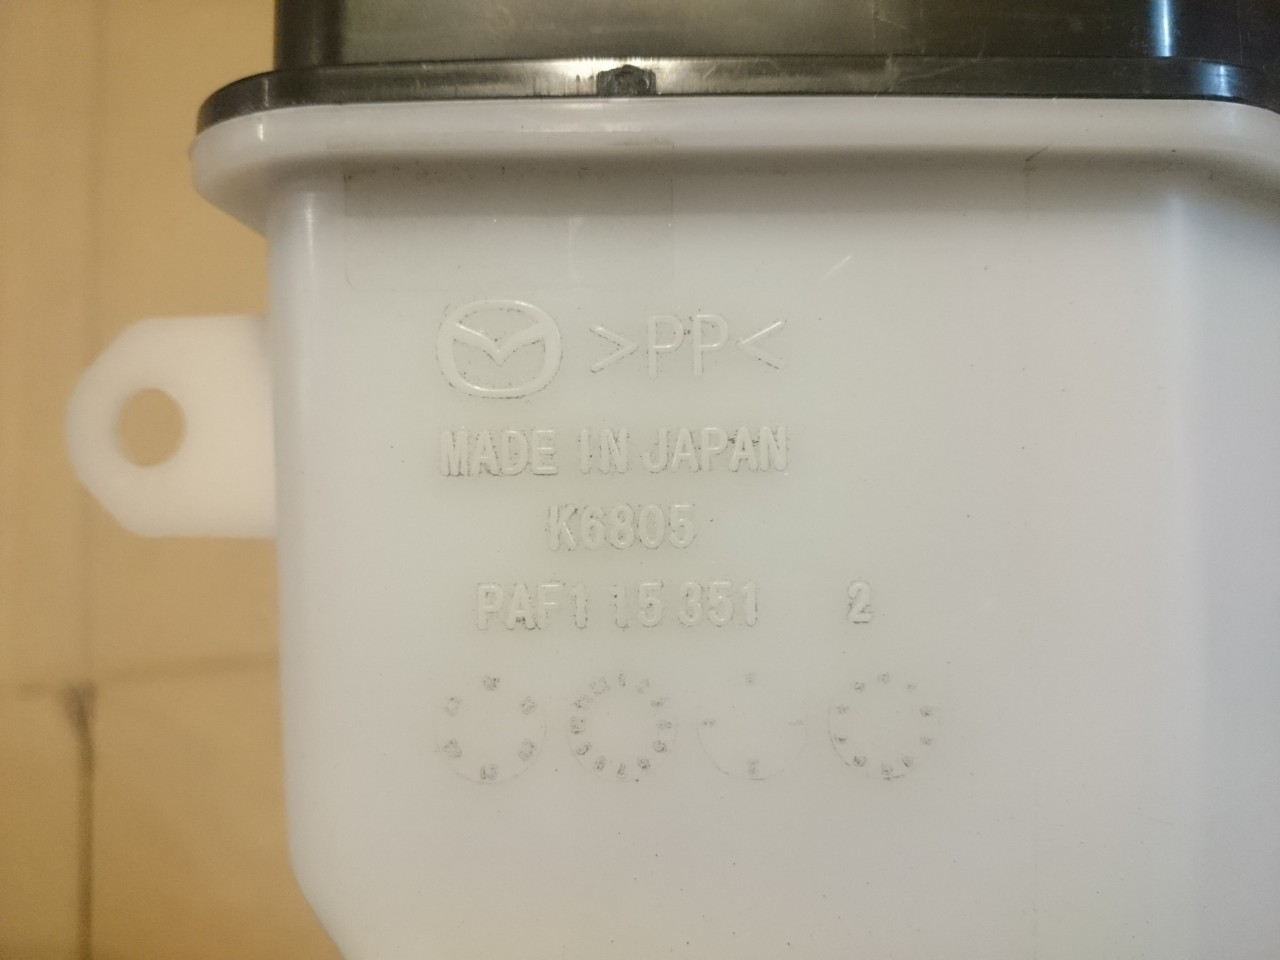 >PP<
MADE IN JAPAN
K6805
PAF1 15 351 2